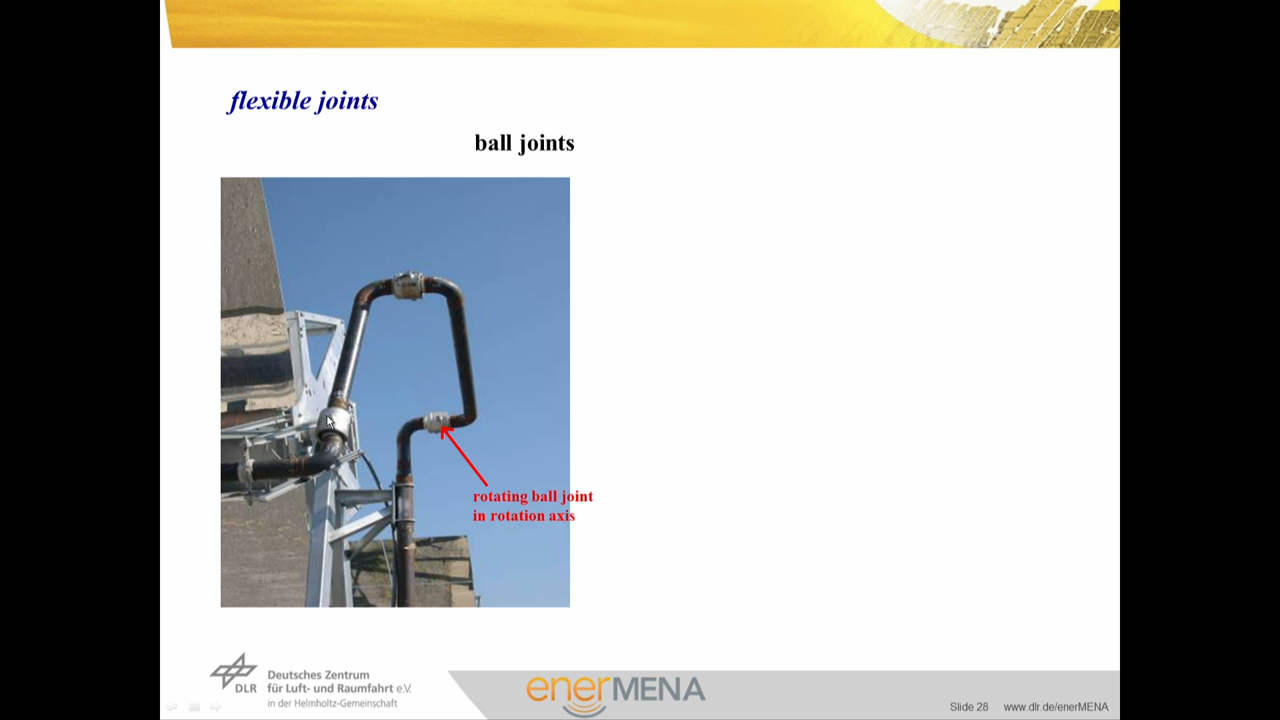 flexible joints
ball joints
rotating ball joint
in rotation axis
DLR
Deutsches Zentrum
für Luft- und Raumfahrt e.V.
in der Helmholtz-Gemeinschaft
enerMENA
Slide 28 www.dlr.de/enerMENA